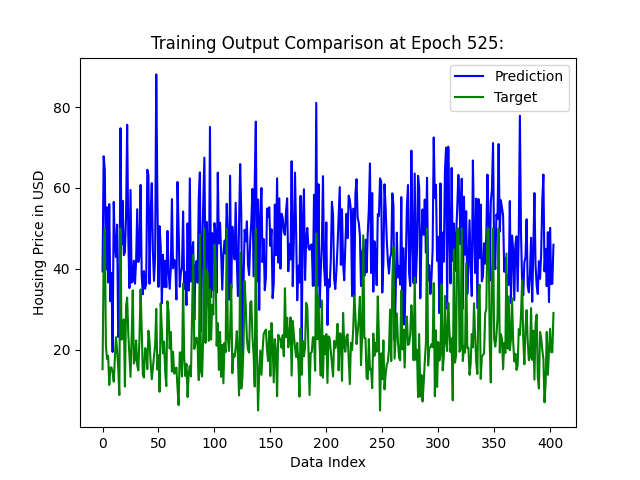 Training Output Comparison at Epoch 525:
Prediction
Target
Housing Price in USD
80
60
40
20
0 50 100 150 200 250 300 350 400
Data Index